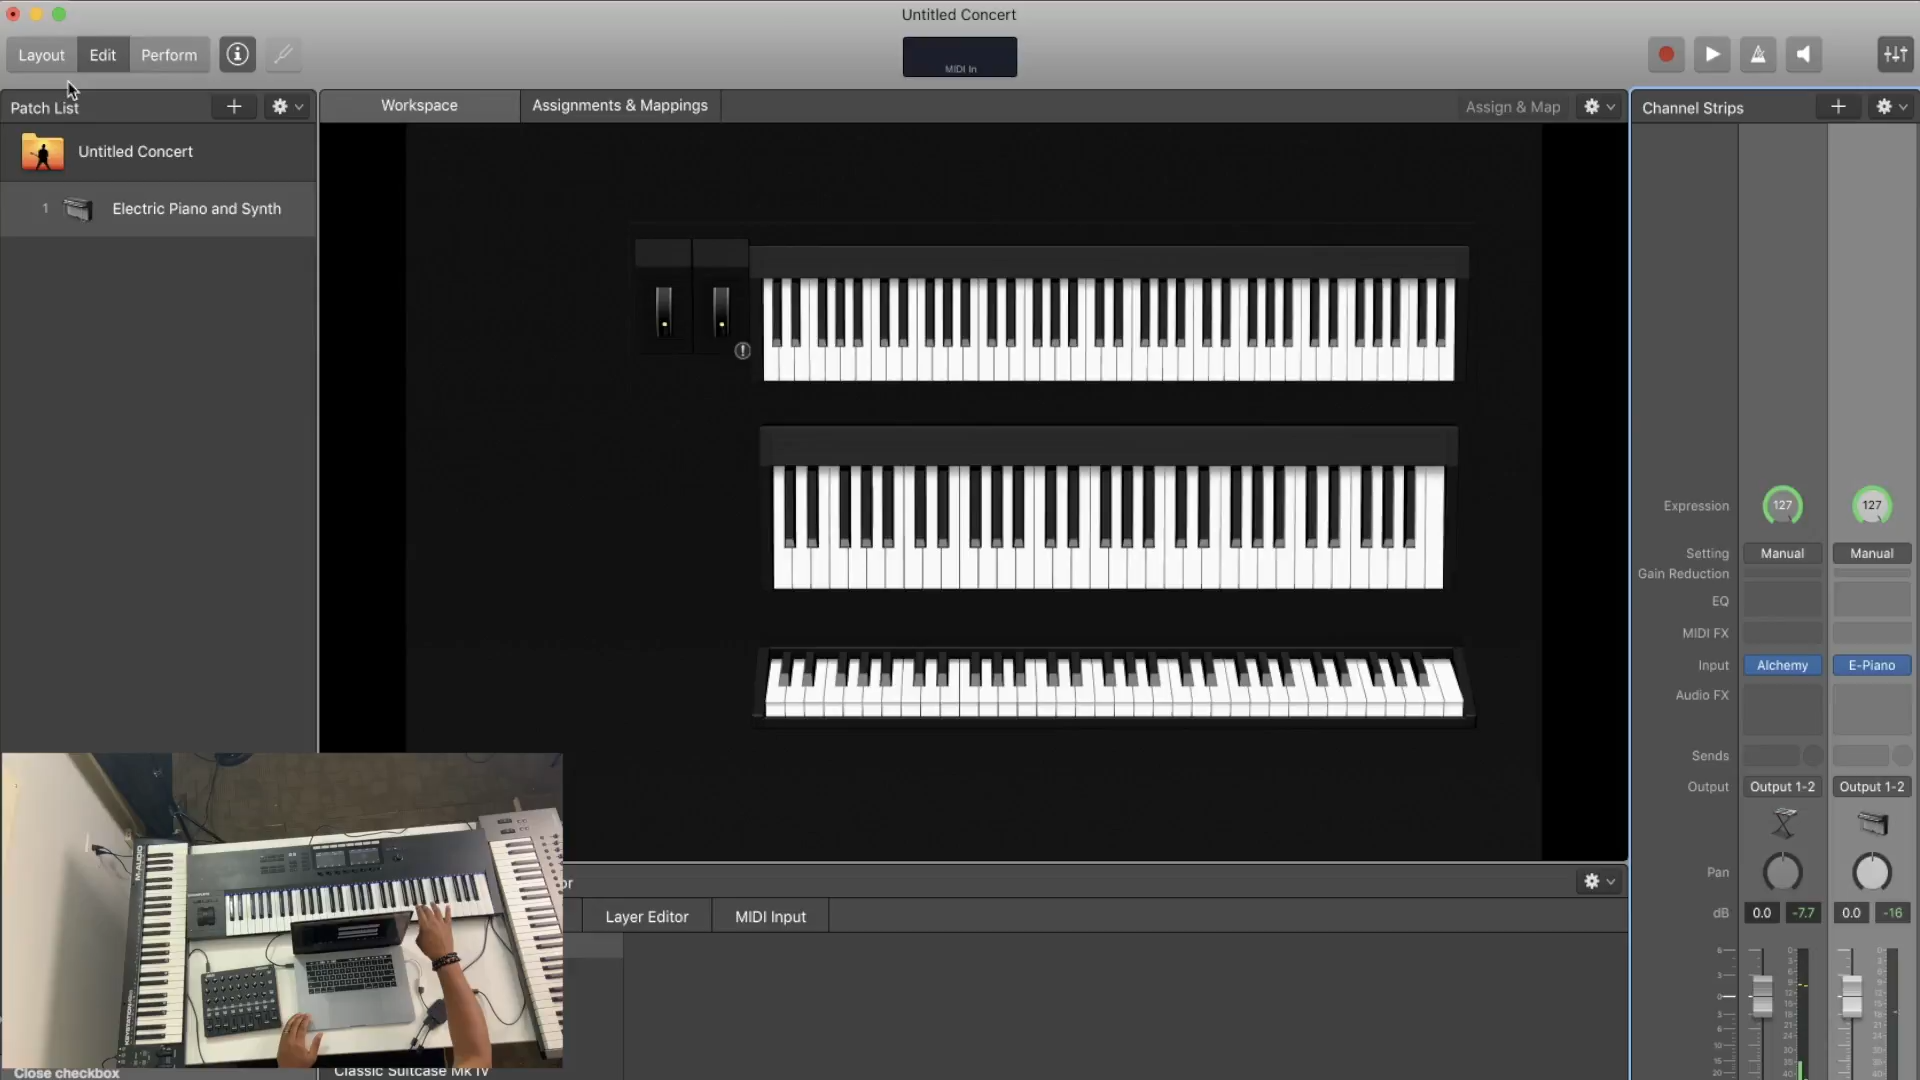 Untitled Concert
Layout
Edit
Perform
MIDI In
Patch List
Workspace
Assignments & Mappings
Assign & Map
Channel Strips
Untitled Concert
1
Electric Piano and Synth
Expression
127
127
Setting
Manual
Manual
Gain Reduction
EQ
MIDI FX
Input
Alchemy
E-Piano
Audio FX
Sends
Output
Output 1-2
Output 1-2
Pan
dB
0.0
-7.7
0.0
-16
or
Layer Editor
MIDI Input
M-AUDIO
Classic Suitcase Mk IV
Close checkbox